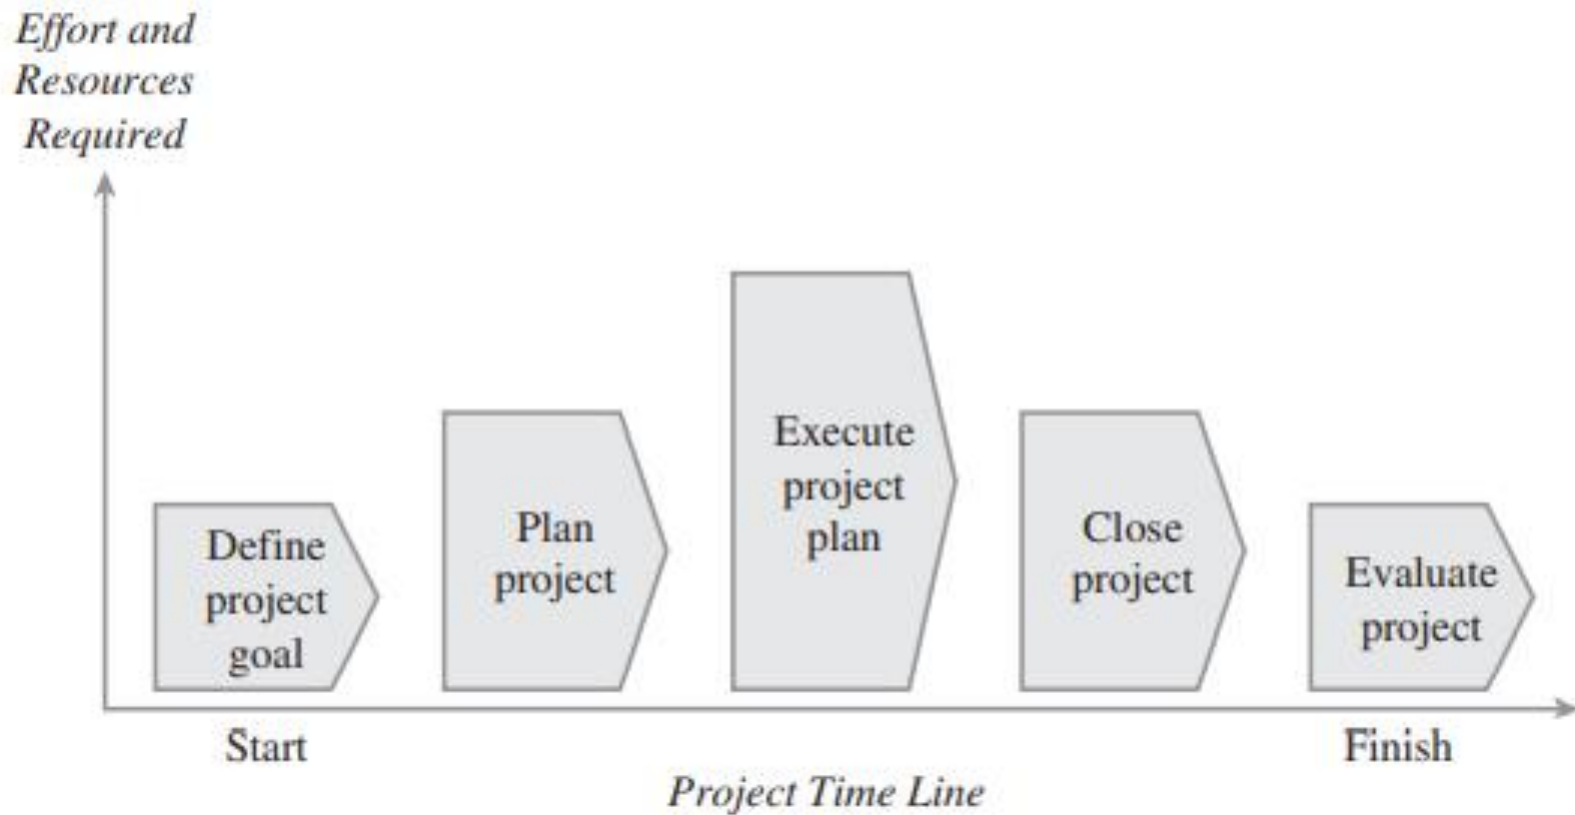 Effort and
Resources
Required
Define
project
goal
Plan
project
Execute
project
plan
Close
project
Evaluate
project
Start
Finish
Project Time Line